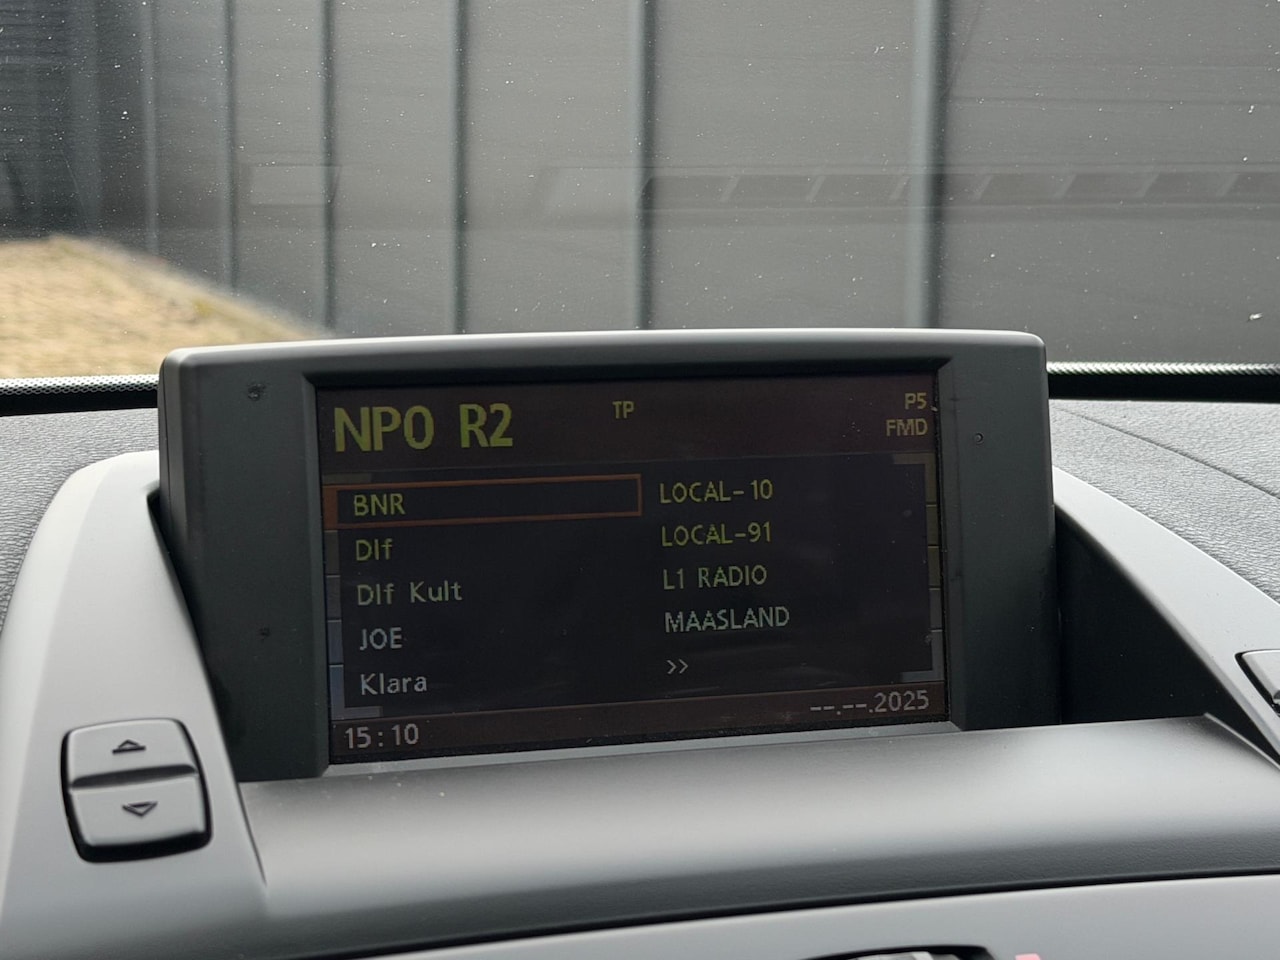 NPO R2
TP
P5
FMD
BNR
Dlf
Dlf Kult
JOE
Klara
LOCAL-10
LOCAL-91
L1 RADIO
MAASLAND
>>
15:10
--.--.2025